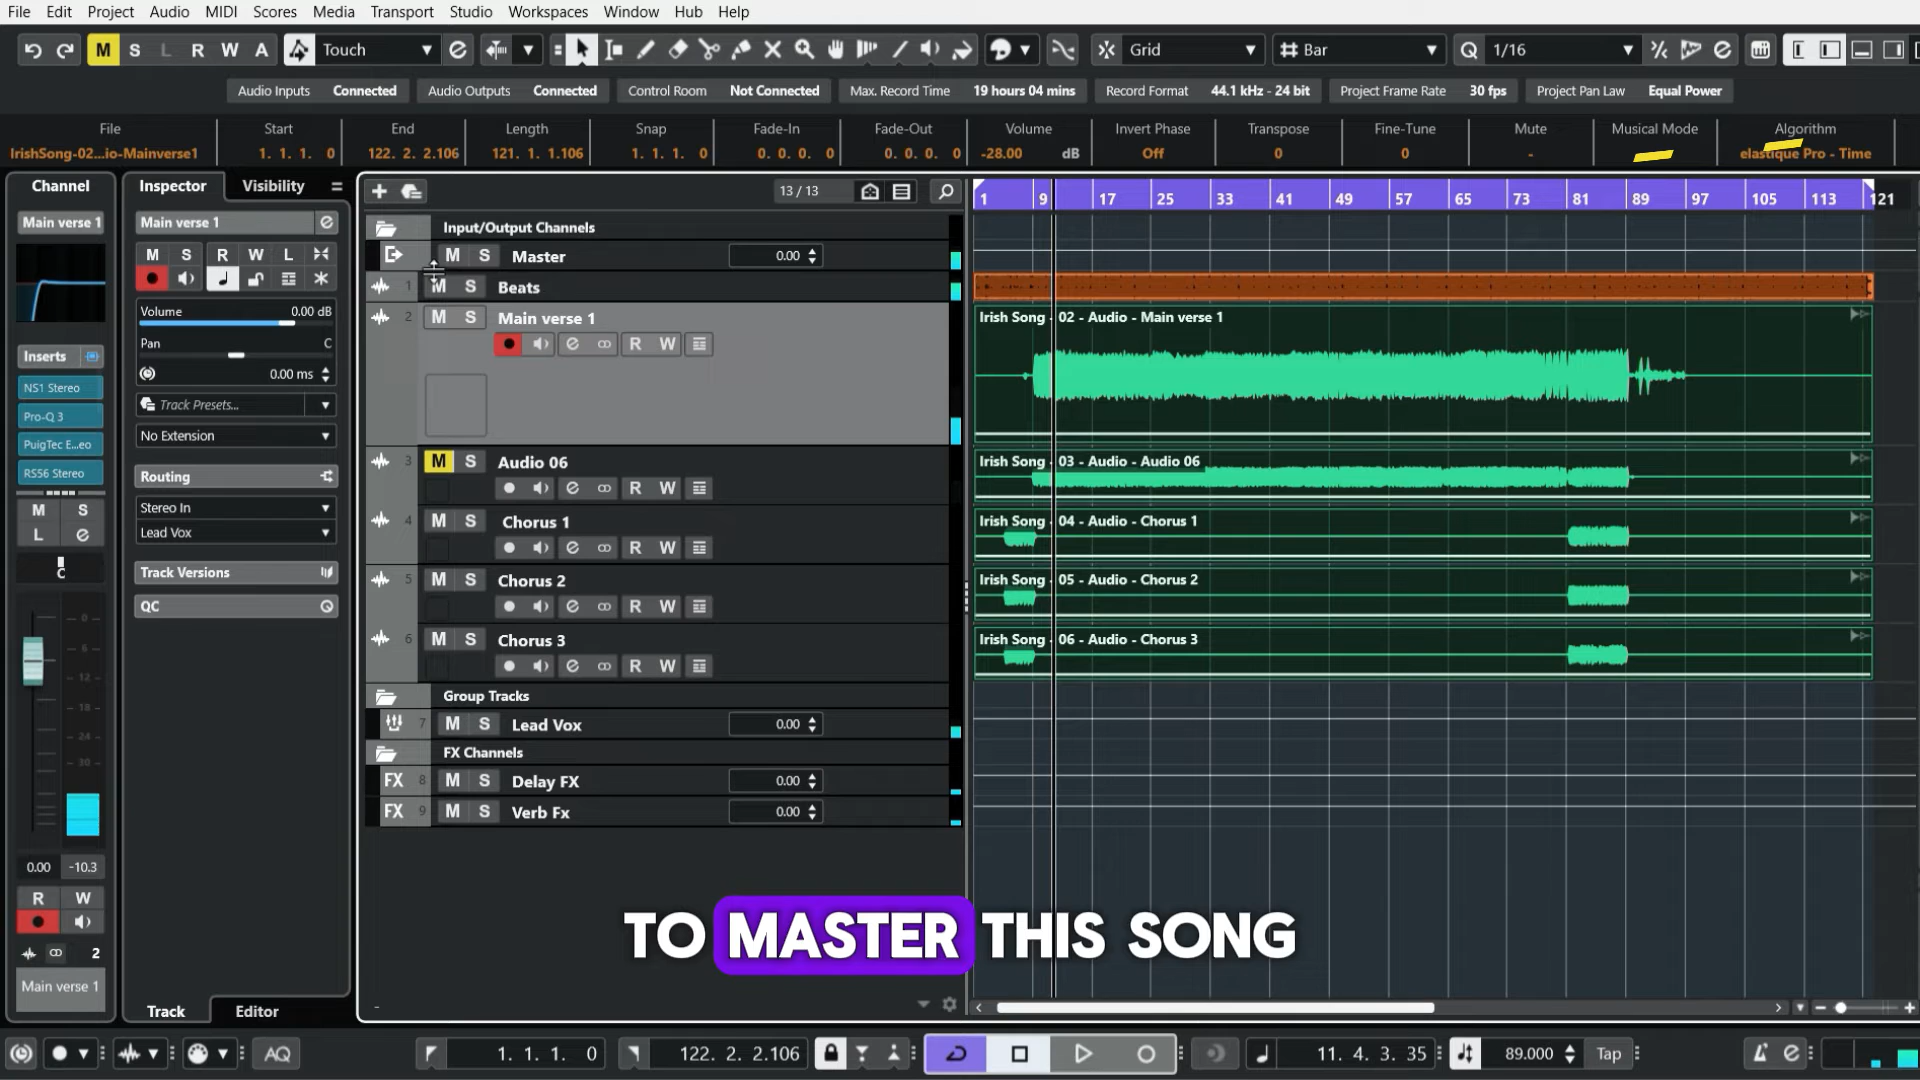 File Edit Project Audio MIDI Scores Media Transport Studio Workspaces Window Hub Help
M S L R W A Touch Grid Bar Q 1/16
Audio Inputs Connected Audio Outputs Connected Control Room Not Connected Max. Record Time 19 hours 04 mins Record Format 44.1 kHz - 24 bit Project Frame Rate 30 fps Project Pan Law Equal Power
File Start End Length Snap Fade-In Fade-Out Volume Invert Phase Transpose Fine-Tune Mute Musical Mode Algorithm
IrishSong-02...io-Mainverse1 1. 1. 1. 0 122. 2. 2.106 121. 1. 1.106 1. 1. 1. 0 0. 0. 0. 0 0. 0. 0. 0 -28.00 dB Off 0 0 - elastique Pro - Time
Channel
Main verse 1
Inserts
NS1 Stereo
Pro-Q 3
PuigTec E...eo
RS56 Stereo
M S
L
C
0
6
12
18
24
30
0.00 -10.3
R W
2
Main verse 1
Inspector Visibility
Main verse 1
M S R W L
Volume 0.00 dB
Pan C
0.00 ms
Track Presets...
No Extension
Routing
Stereo In
Lead Vox
Track Versions
QC
Track Editor
13 / 13
Input/Output Channels
M S Master 0.00
1 M S Beats
2 M S Main verse 1
R W
3 M S Audio 06
R W
4 M S Chorus 1
R W
5 M S Chorus 2
R W
6 M S Chorus 3
R W
Group Tracks
7 M S Lead Vox 0.00
FX Channels
FX 8 M S Delay FX 0.00
FX 9 M S Verb Fx 0.00
1 9 17 25 33 41 49 57 65 73 81 89 97 105 113 121
Irish Song - 02 - Audio - Main verse 1
Irish Song - 03 - Audio - Audio 06
Irish Song - 04 - Audio - Chorus 1
Irish Song - 05 - Audio - Chorus 2
Irish Song - 06 - Audio - Chorus 3
TO MASTER THIS SONG
AQ 1. 1. 1. 0 122. 2. 2.106 11. 4. 3. 35 89.000 Tap